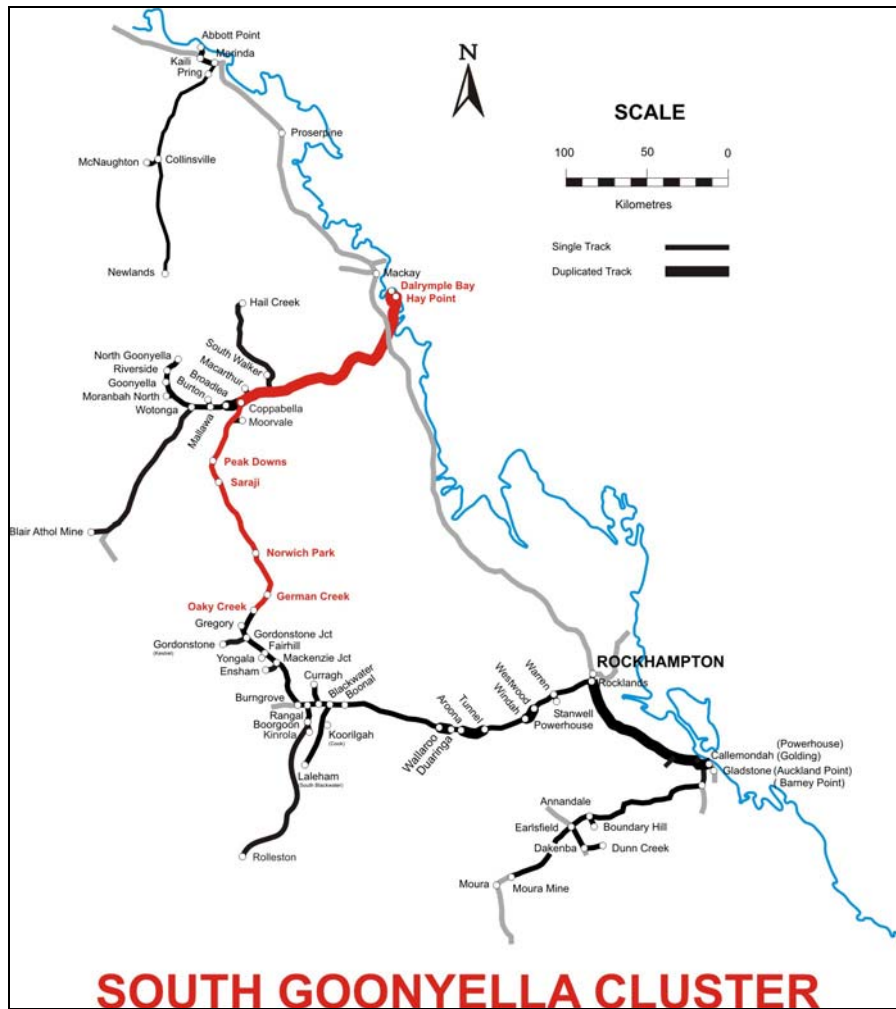 Abbott Point
Kaili
Merinda
Pring
N
SCALE
Proserpine
100
50
0
McNaughton
Collinsville
Kilometres
Single Track
Duplicated Track
Newlands
Mackay
Dalrymple Bay
Hay Point
Hail Creek
South Walker
Macarthur
North Goonyella
Riverside
Goonyella
Moranbah North
Wotonga
Broadlea
Burton
Mallawa
Coppabella
Moorvale
Peak Downs
Saraji
Blair Athol Mine
Norwich Park
German Creek
Oaky Creek
Gregory
Gordonstone Jct
Gordonstone
(Kestrel)
Fairhill
Yongala
Mackenzie Jct
Ensham
Curragh
Blackwater
Boonal
Burngrove
Rangal
Boorgoon
Kinrola
Koorilgah
(Cook)
Laleham
(South Blackwater)
Rolleston
Wallaroo
Duaringa
Aroona
Tunnel
Windah
Westwood
Warren
Stanwell
Powerhouse
ROCKHAMPTON
Rocklands
Callemondah
(Powerhouse)
(Golding)
Gladstone
(Auckland Point)
( Barney Point)
Annandale
Earlsfield
Boundary Hill
Dakenba
Dunn Creek
Moura
Moura Mine
SOUTH GOONYELLA CLUSTER